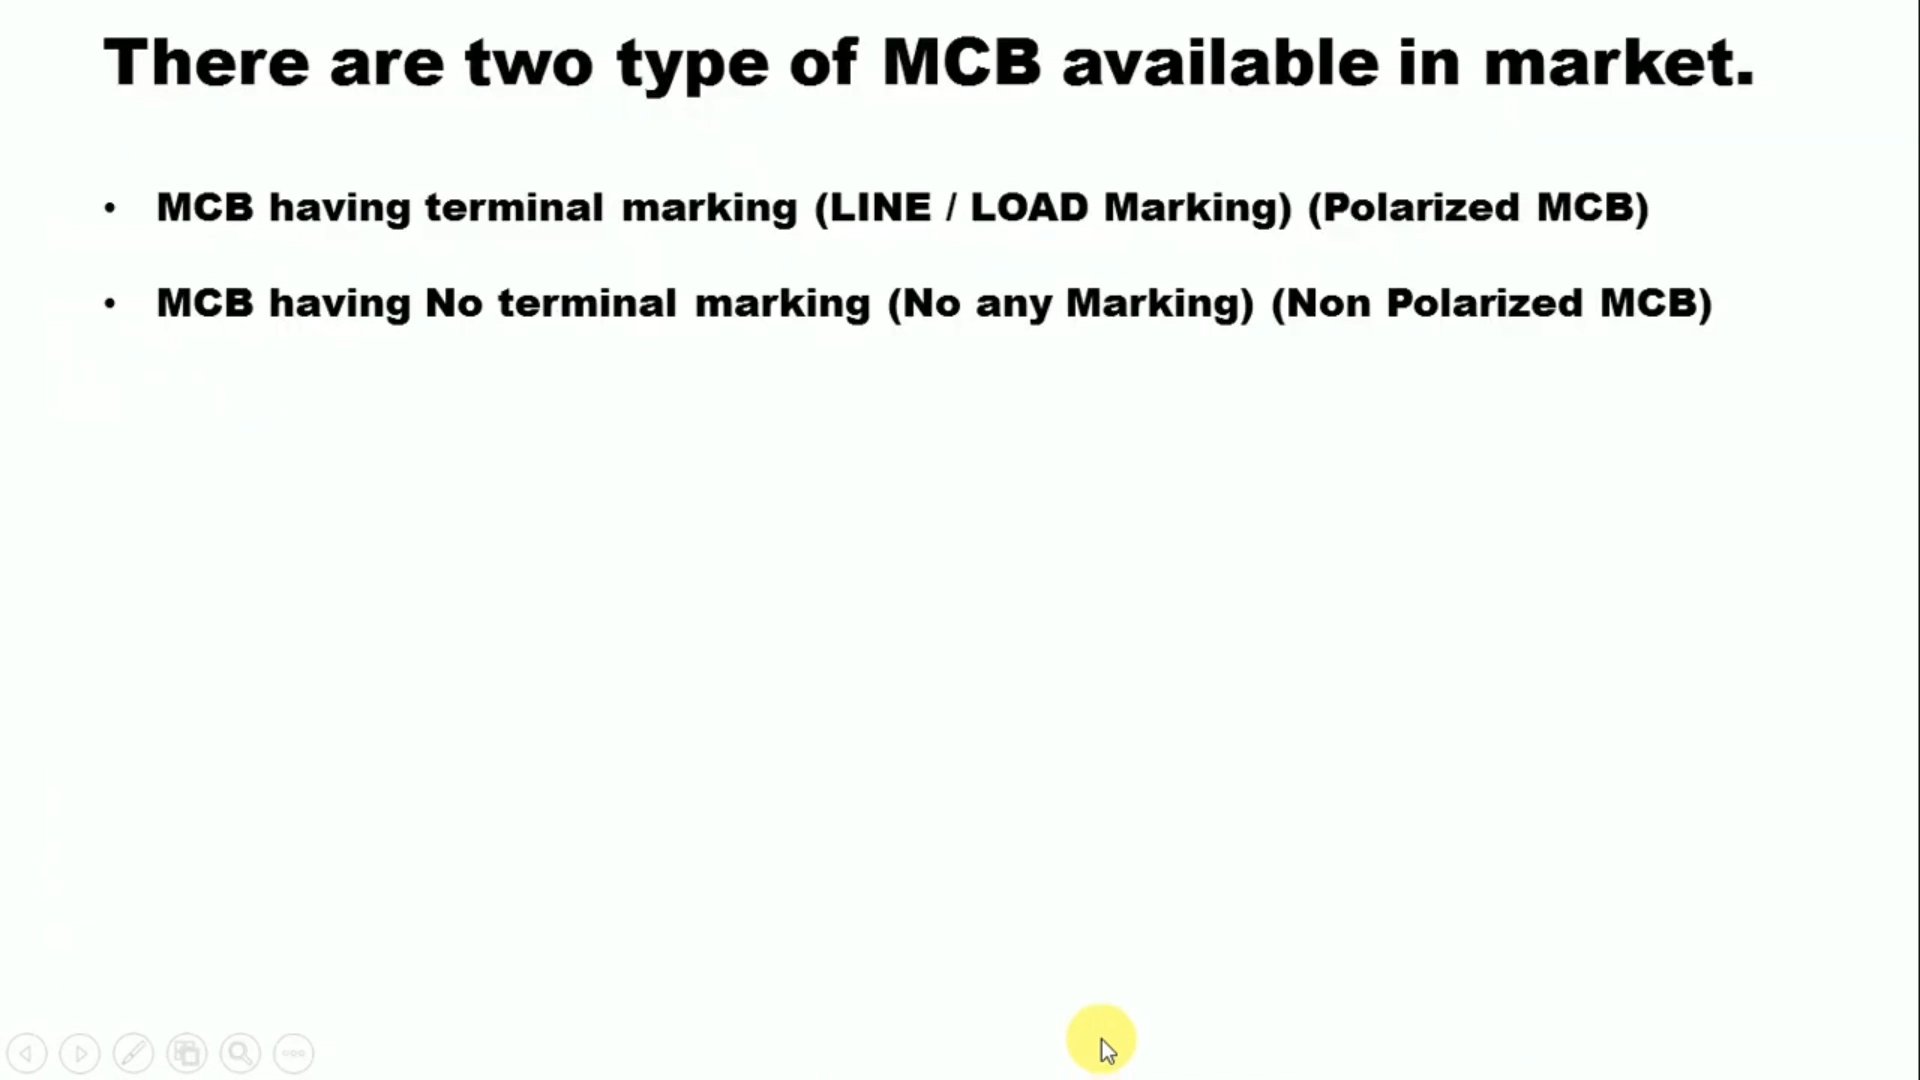 There are two type of MCB available in market.
• MCB having terminal marking (LINE / LOAD Marking) (Polarized MCB)
• MCB having No terminal marking (No any Marking) (Non Polarized MCB)